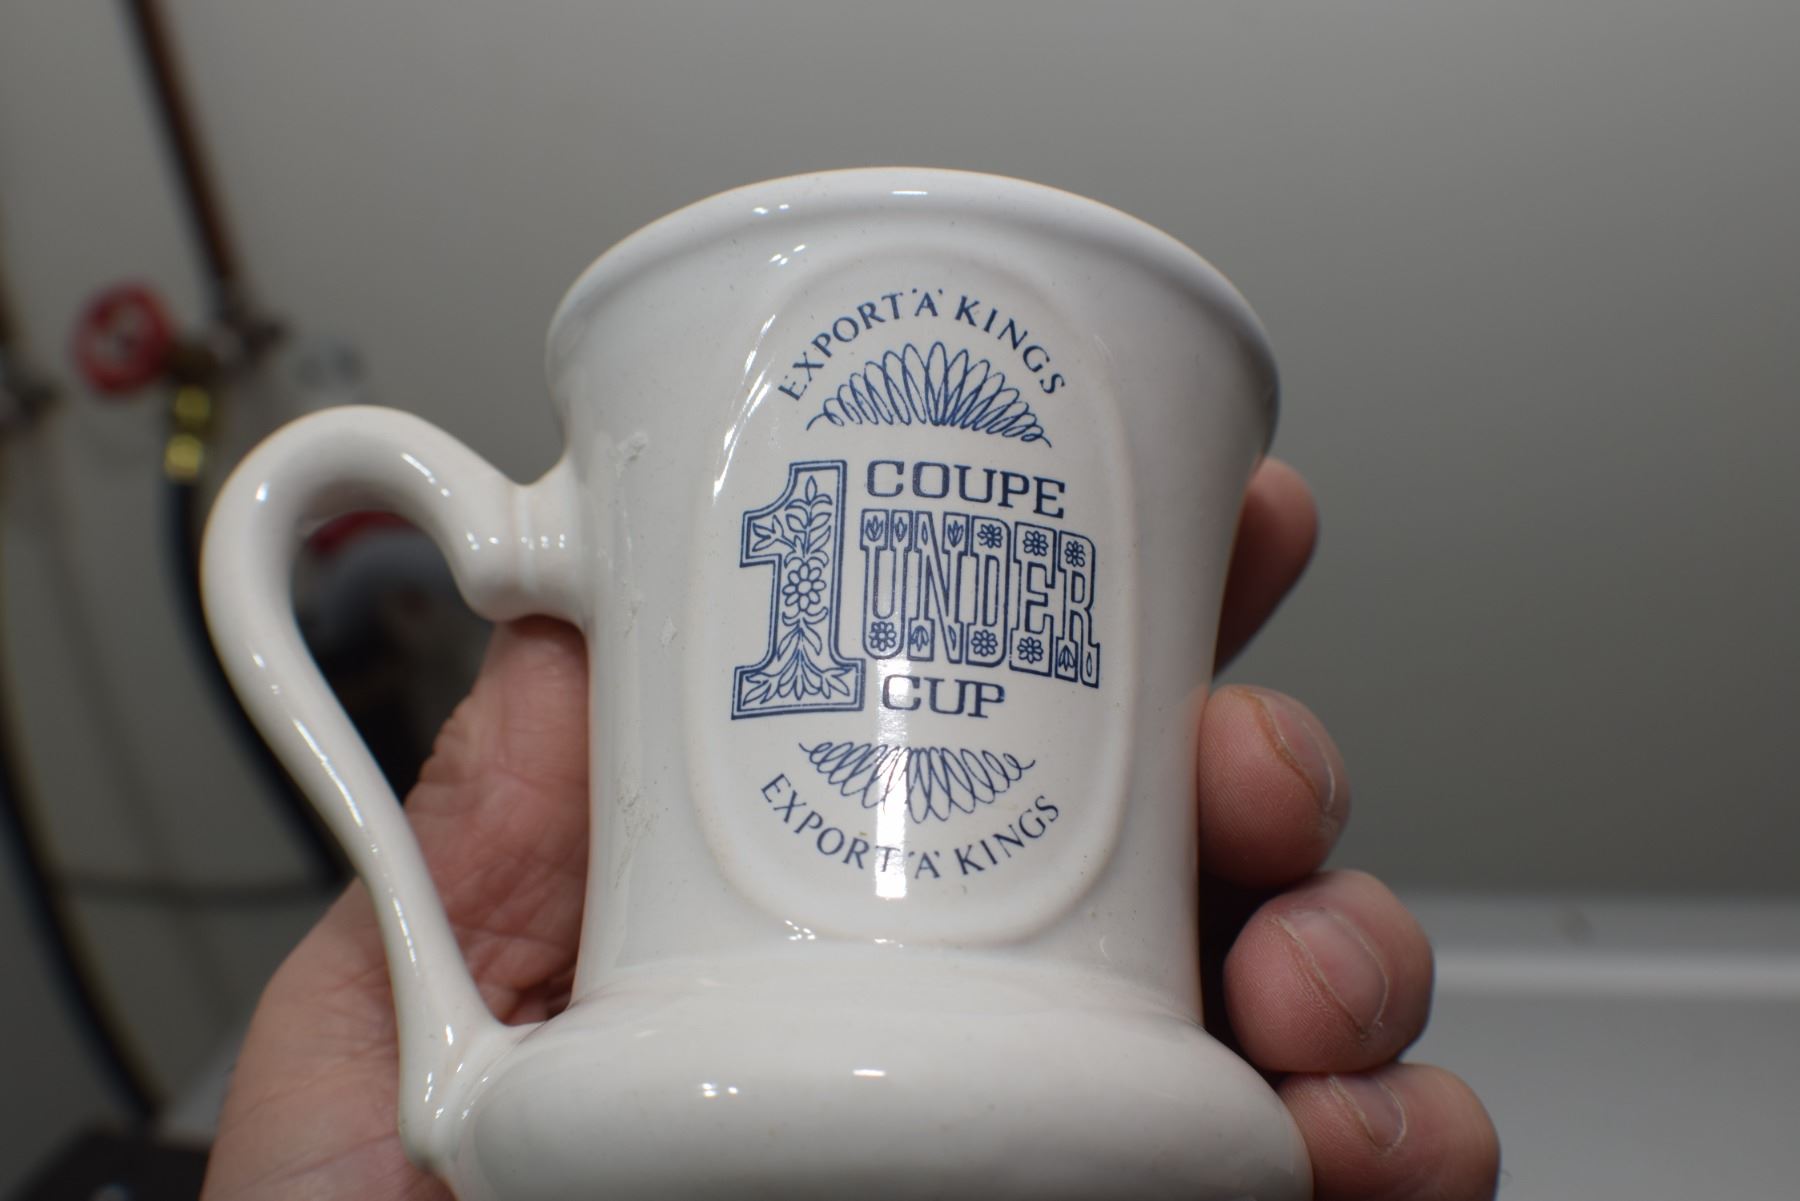 EXPORT 'A' KINGS
1 COUPE
UNDER
CUP
EXPORT 'A' KINGS